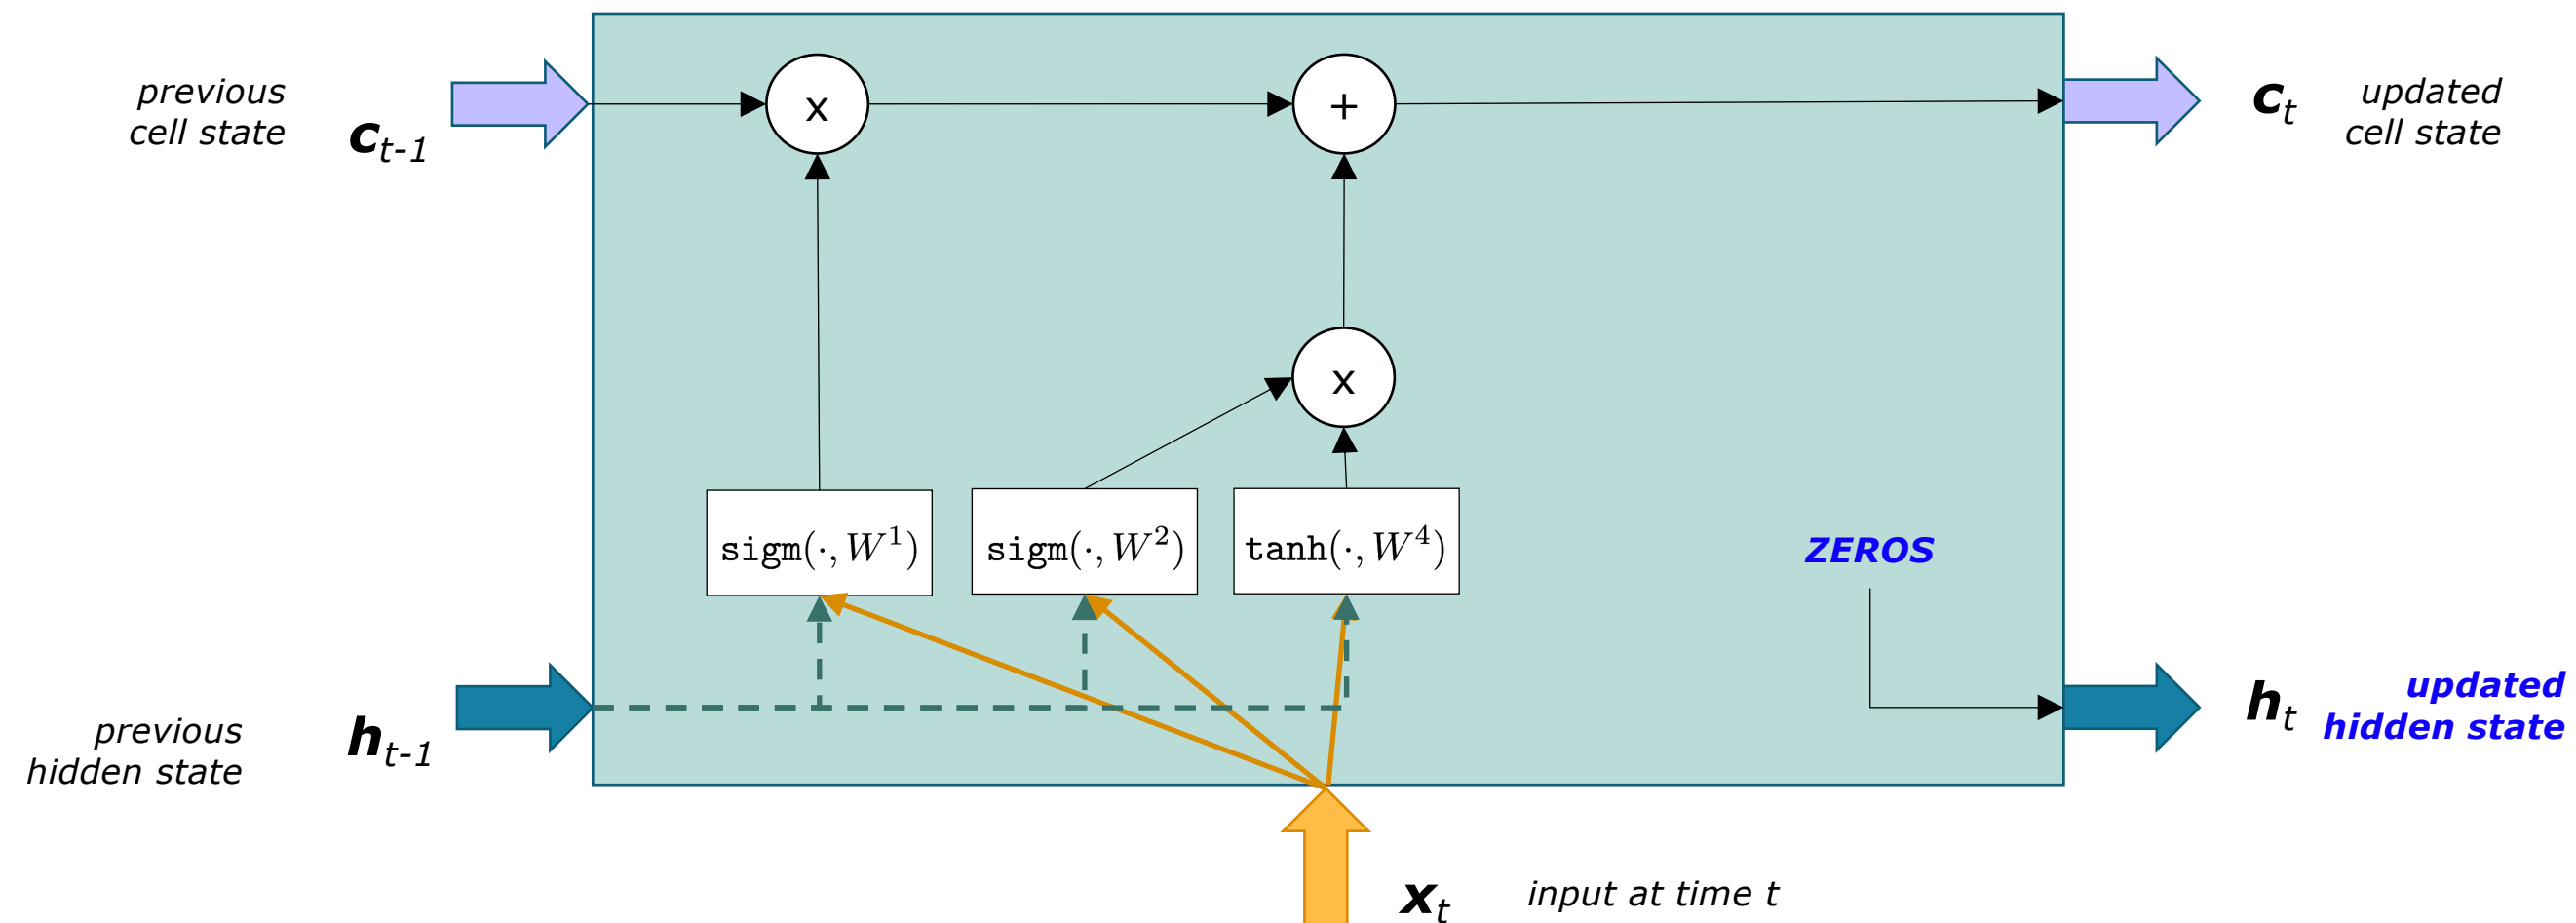 previous
cell state
c_{t-1}
x
+
c_t
updated
cell state
x
sigm(·, W^1)
sigm(·, W^2)
tanh(·, W^4)
ZEROS
previous
hidden state
h_{t-1}
h_t
updated
hidden state
x_t
input at time t